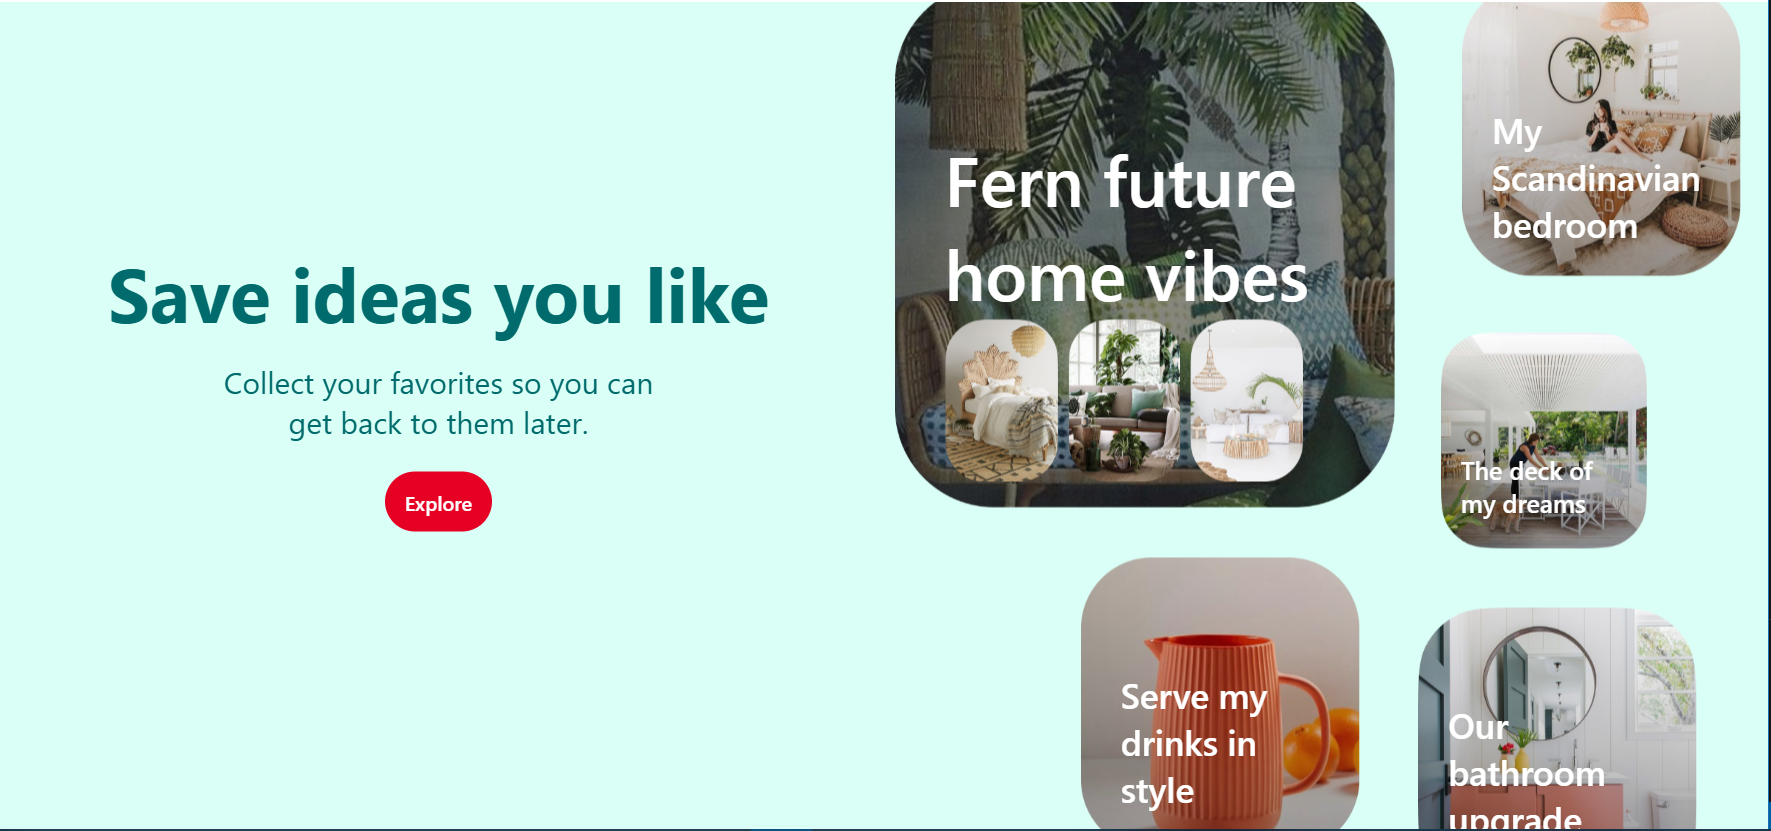 Save ideas you like
Collect your favorites so you can
get back to them later.
Explore
Fern future
home vibes
My
Scandinavian
bedroom
The deck of
my dreams
Serve my
drinks in
style
Our
bathroom
upgrade